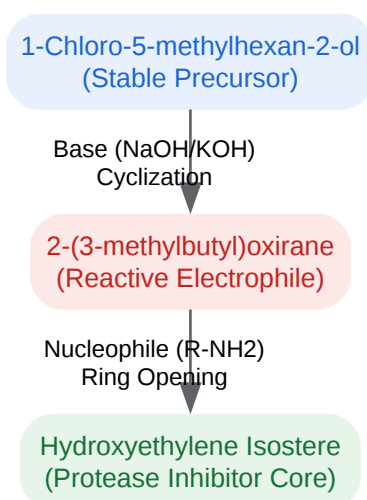 1-Chloro-5-methylhexan-2-ol
(Stable Precursor)
Base (NaOH/KOH)
Cyclization
2-(3-methylbutyl)oxirane
(Reactive Electrophile)
Nucleophile (R-NH2)
Ring Opening
Hydroxyethylene Isostere
(Protease Inhibitor Core)